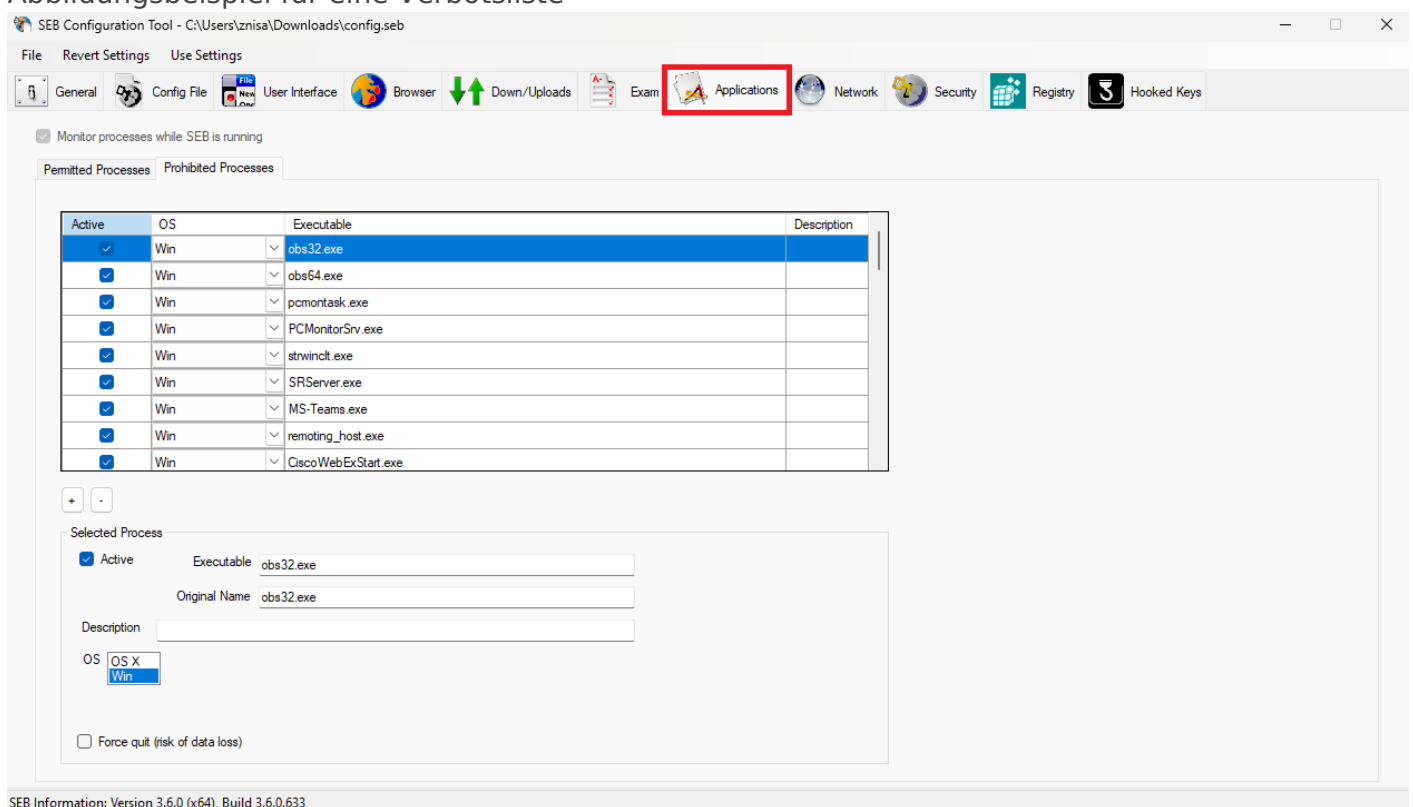 Abbildungsbeispiel für eine Verbotsliste
SEB Configuration Tool - C:\Users\znisa\Downloads\config.seb
File Revert Settings Use Settings
General Config File User Interface Browser Down/Uploads Exam Applications Network Security Registry Hooked Keys
Monitor processes while SEB is running
Permitted Processes Prohibited Processes
Active OS Executable Description
Win obs32.exe
Win obs64.exe
Win pcmontask.exe
Win PCMonitorSrv.exe
Win strwinclt.exe
Win SRServer.exe
Win MS-Teams.exe
Win remoting_host.exe
Win CiscoWebExStart.exe
+ -
Selected Process
Active Executable obs32.exe
Original Name obs32.exe
Description
OS OS X
Win
Force quit (risk of data loss)
SEB Information: Version 3.6.0 (x64), Build 3.6.0.633